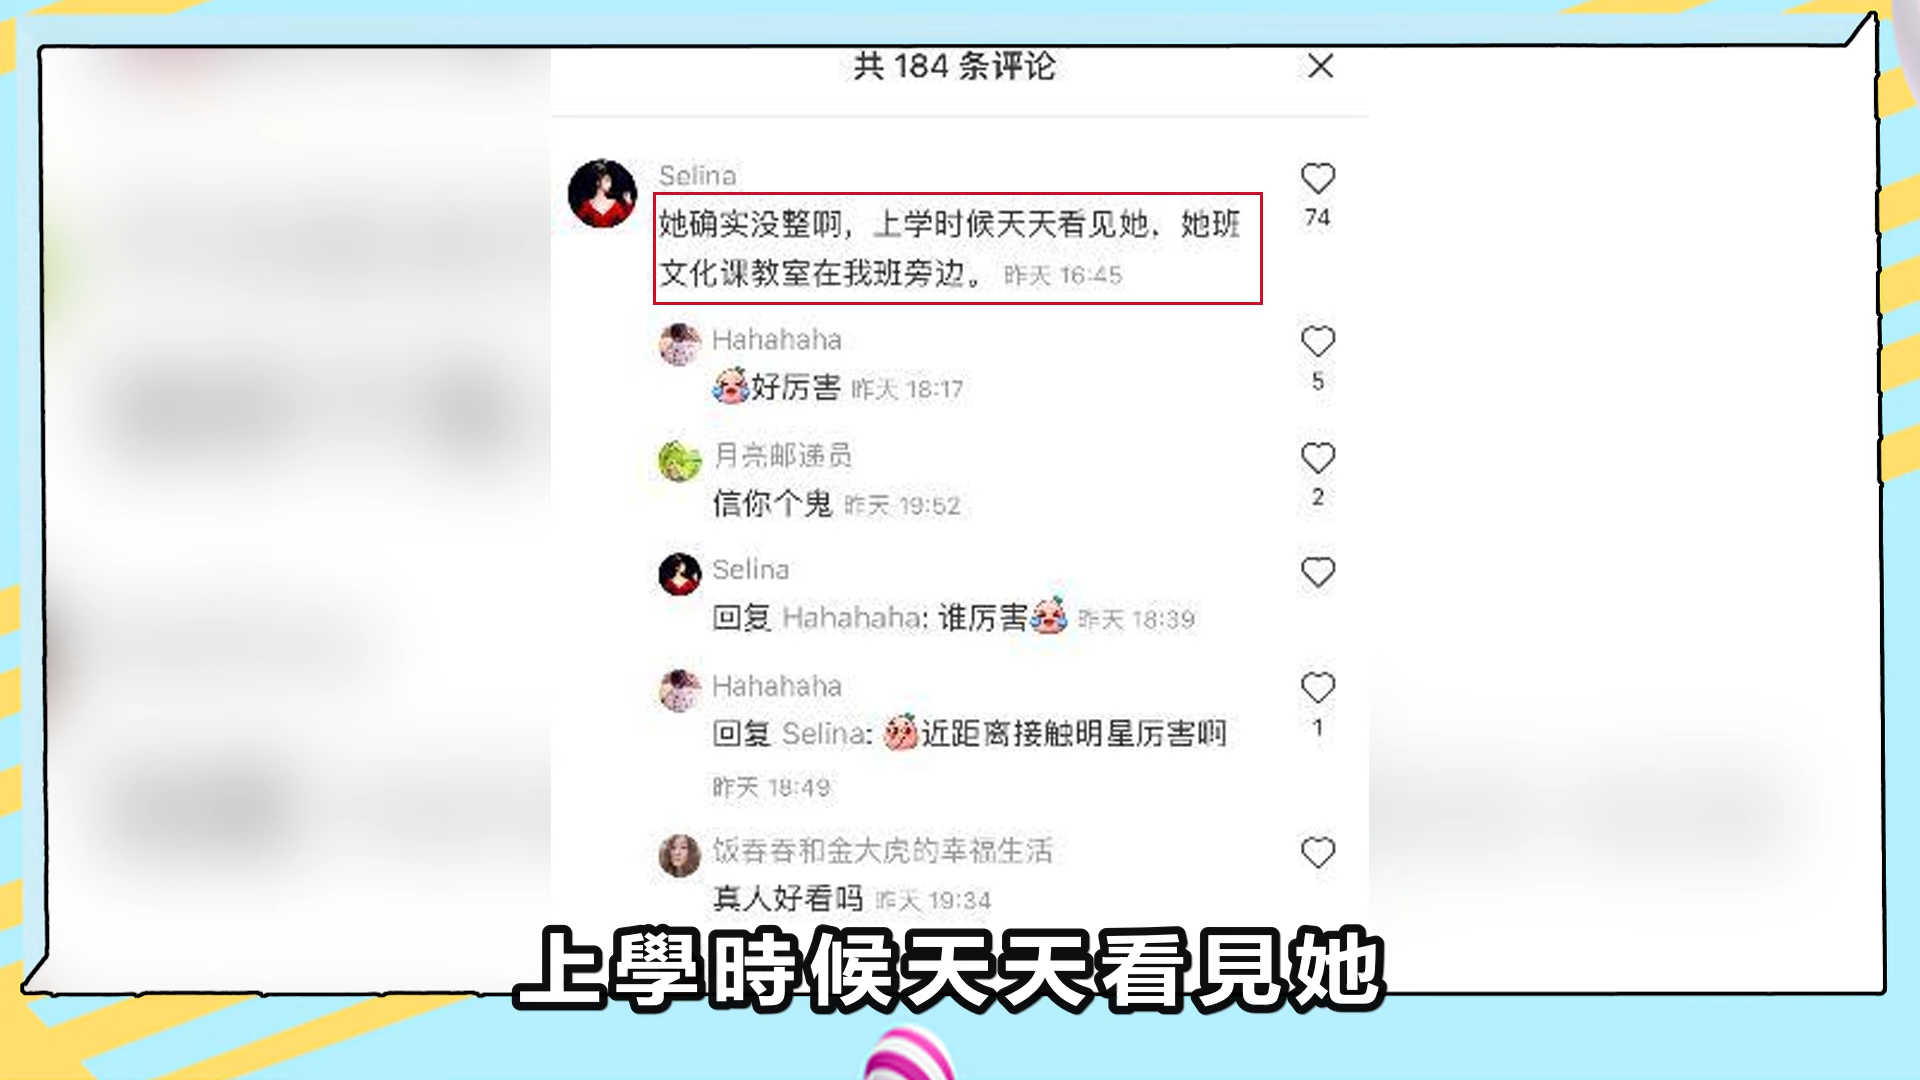 共 184 条评论
Selina
她确实没整啊，上学时候天天看见她，她班
文化课教室在我班旁边。 昨天 16:45
74
Hahahaha
好厉害 昨天 18:17
5
月亮邮递员
信你个鬼 昨天 19:52
2
Selina
回复 Hahahaha: 谁厉害 昨天 18:39
Hahahaha
回复 Selina: 近距离接触明星厉害啊
1
昨天 18:49
饭吞吞和金大虎的幸福生活
真人好看吗 昨天 19:34
上學時候天天看見她